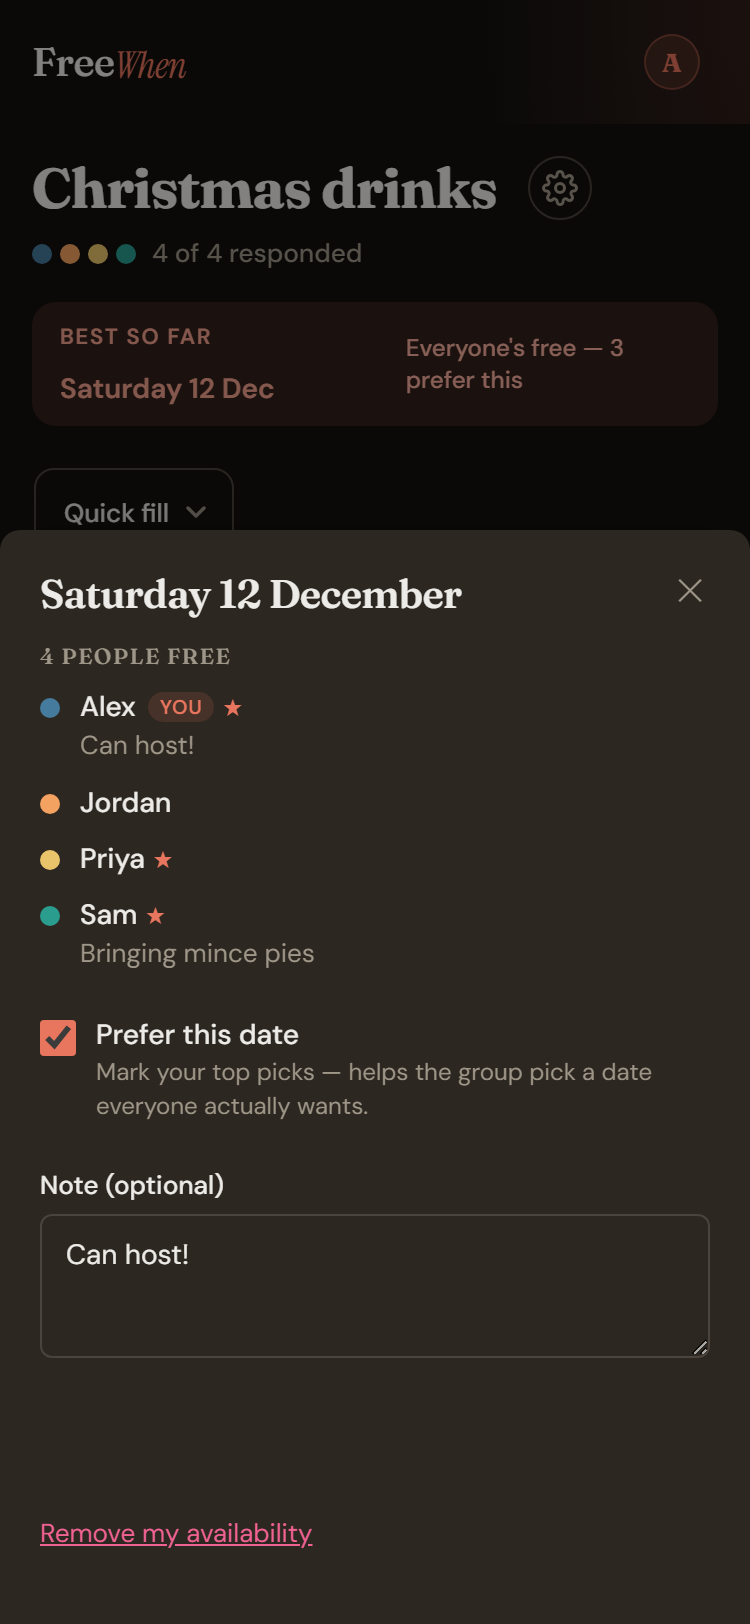 FreeWhen
A
Christmas drinks
4 of 4 responded
BEST SO FAR
Saturday 12 Dec
Everyone's free — 3
prefer this
Quick fill
Saturday 12 December
4 PEOPLE FREE
Alex YOU ★
Can host!
Jordan
Priya ★
Sam ★
Bringing mince pies
Prefer this date
Mark your top picks — helps the group pick a date
everyone actually wants.
Note (optional)
Can host!
Remove my availability